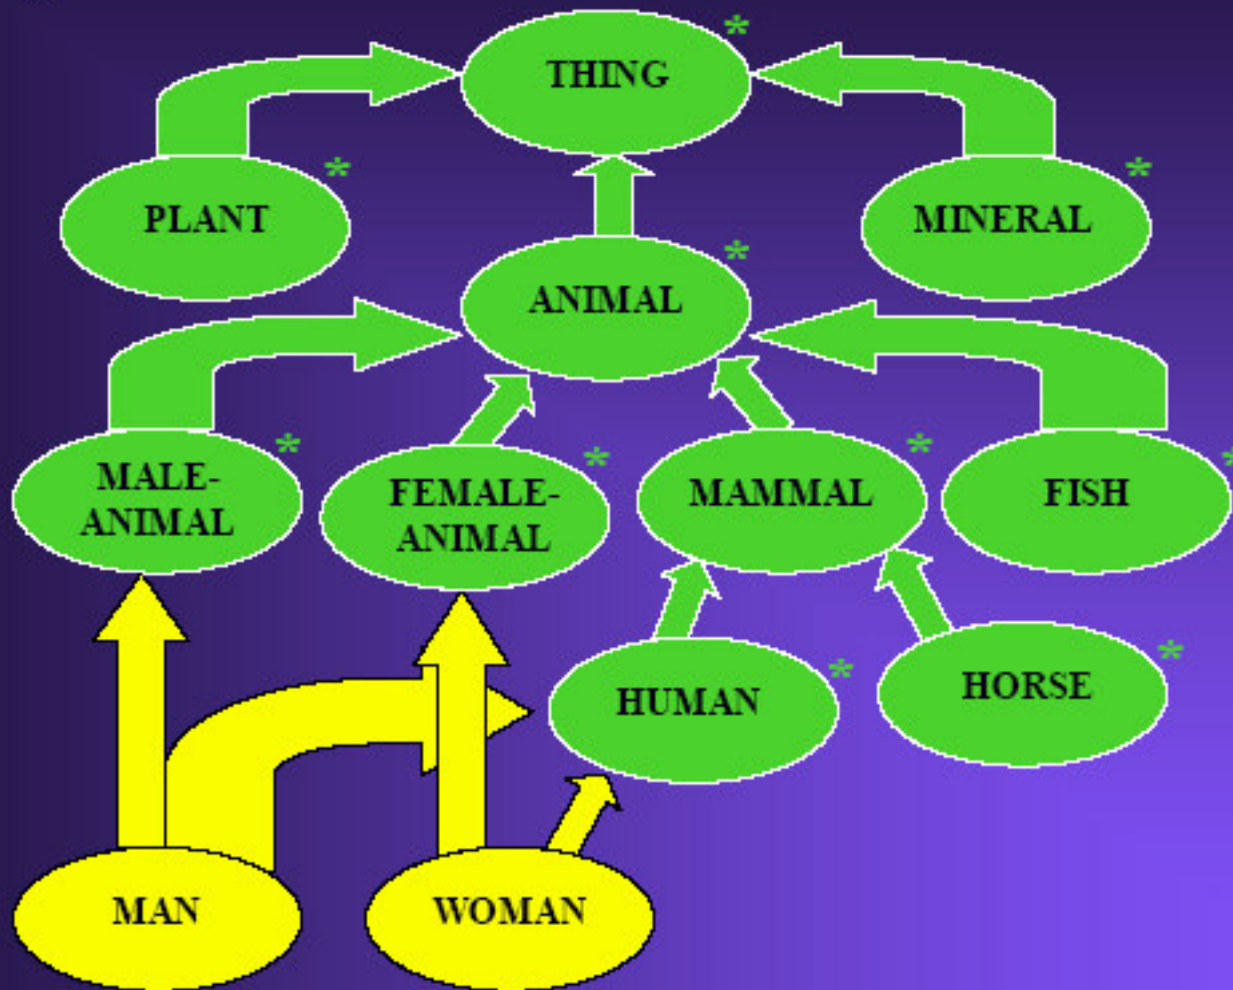 *
THING
*
*
PLANT
MINERAL
*
ANIMAL
*
*
*
*
MALE-
ANIMAL
FEMALE-
ANIMAL
MAMMAL
FISH
*
*
HUMAN
HORSE
MAN
WOMAN